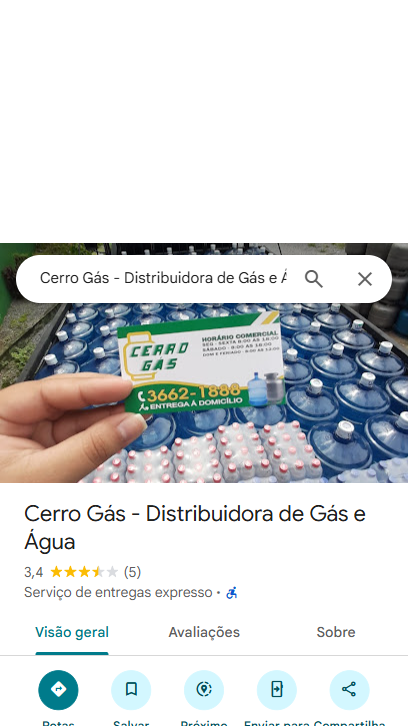 Cerro Gás - Distribuidora de Gás e Á
CERRO
GÁS
HORÁRIO COMERCIAL
SEG - SEXTA 8:00 ÀS 18:00
SÁBADO - 8:00 ÀS 18:00
3662-1888
ENTREGA À DOMICÍLIO
Cerro Gás - Distribuidora de Gás e
Água
3,4 (5)
Serviço de entregas expresso ·
Visão geral Avaliações Sobre
Rotas Salvar Próximo Enviar para Compartilha